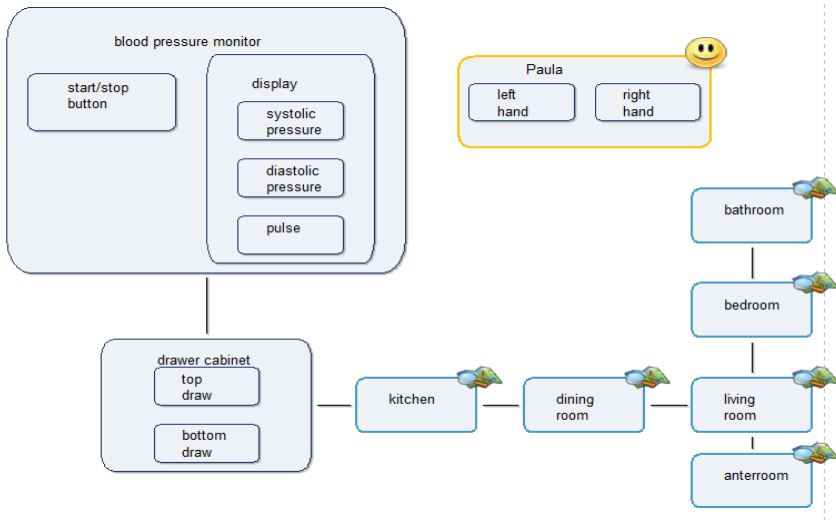 blood pressure monitor
start/stop
button
display
systolic
pressure
diastolic
pressure
pulse
Paula
left
hand
right
hand
bathroom
bedroom
drawer cabinet
top
draw
bottom
draw
kitchen
dining
room
living
room
anterroom